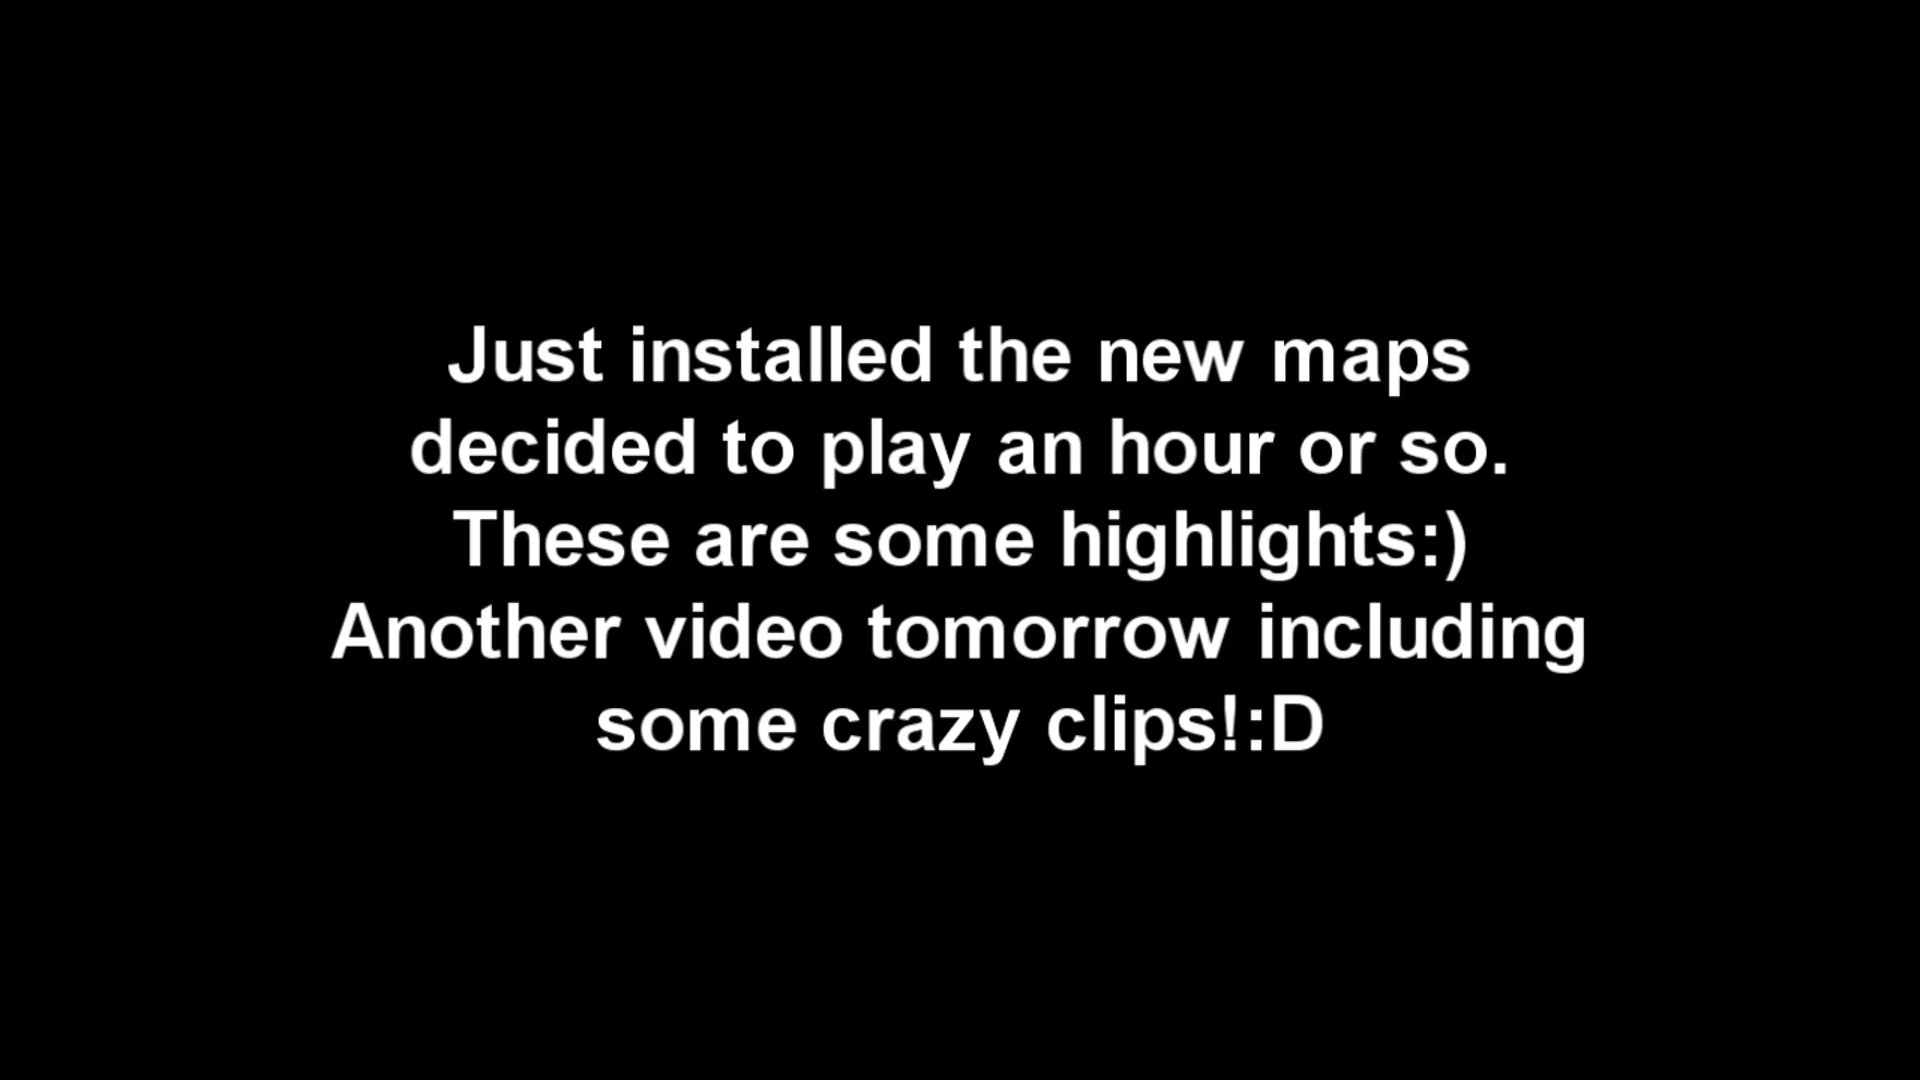 Just installed the new maps
decided to play an hour or so.
These are some highlights:)
Another video tomorrow including
some crazy clips!:D